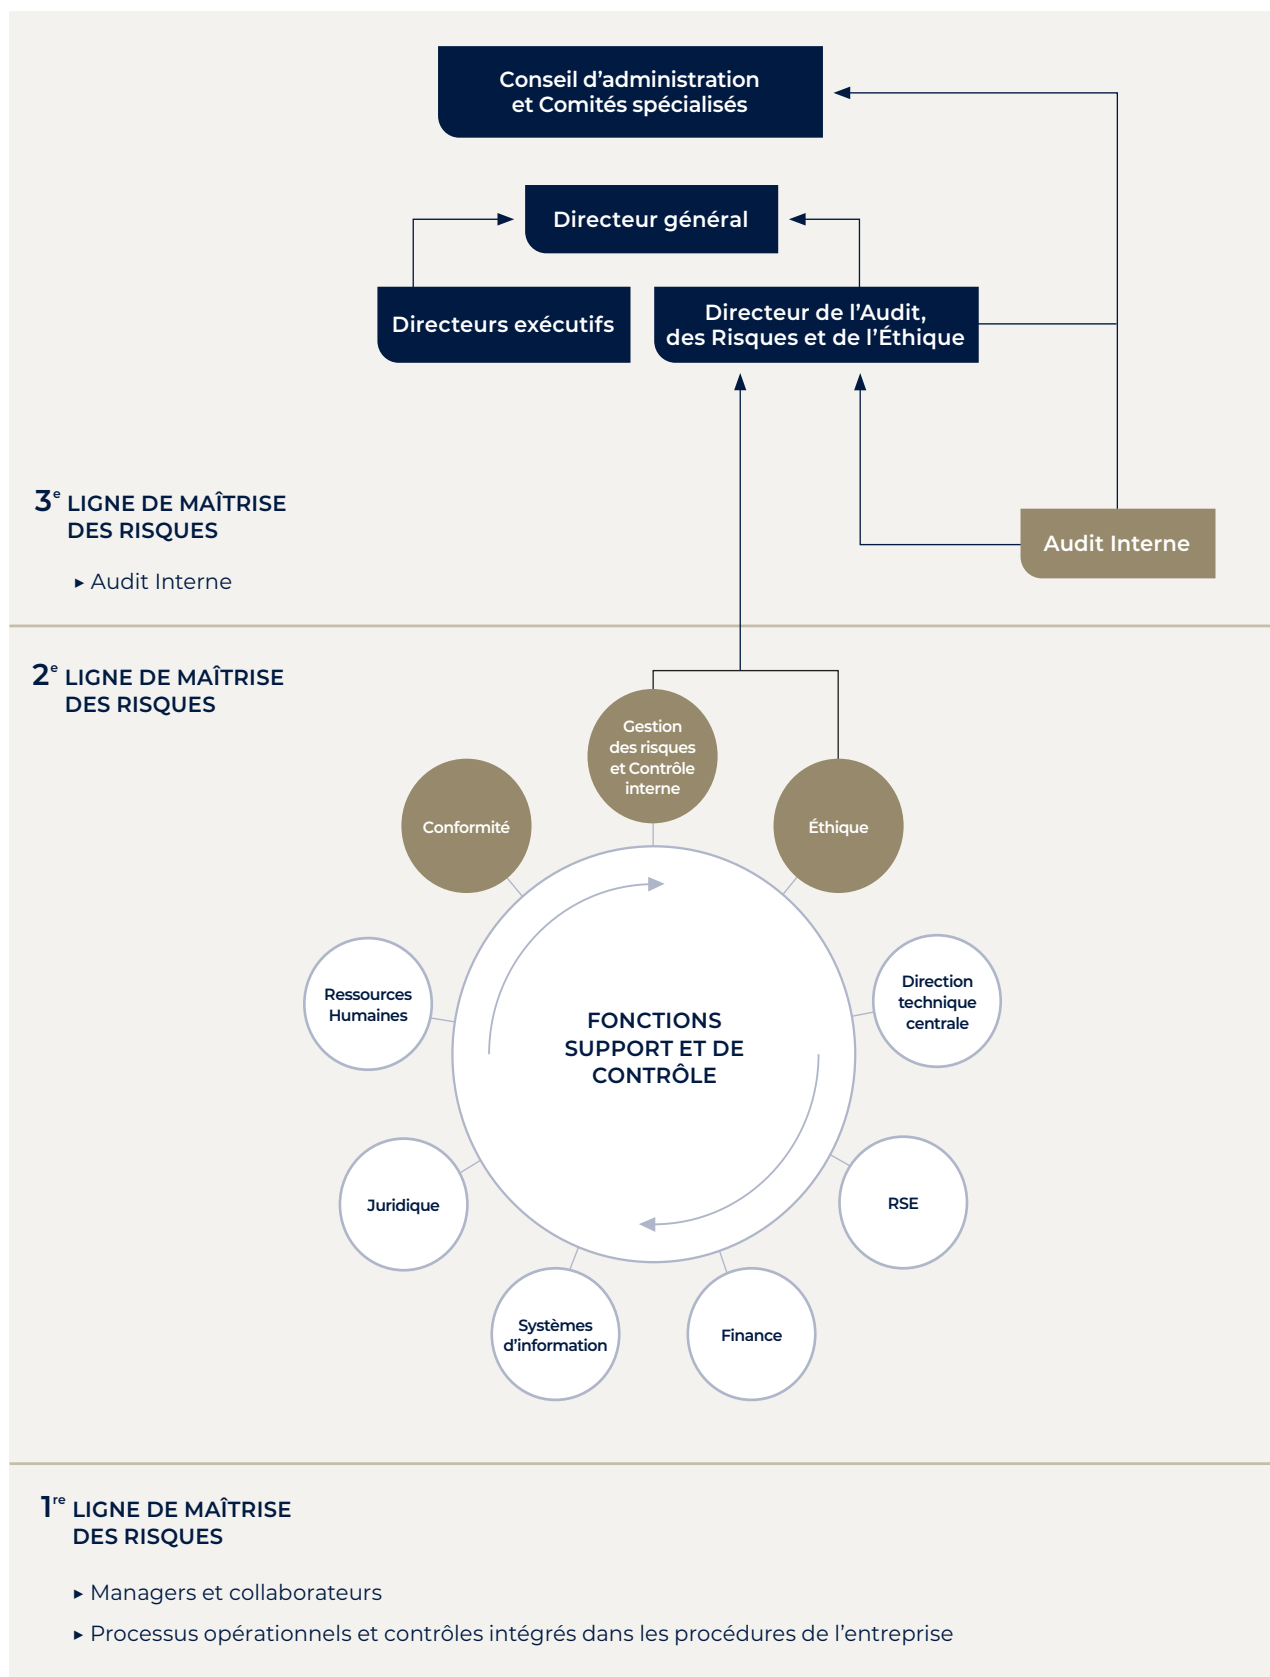 Conseil d’administration
et Comités spécialisés
Directeur général
Directeurs exécutifs
Directeur de l’Audit,
des Risques et de l’Éthique
3e LIGNE DE MAÎTRISE
DES RISQUES
▸ Audit Interne
Audit Interne
2e LIGNE DE MAÎTRISE
DES RISQUES
Gestion
des risques
et Contrôle
interne
Conformité
Éthique
Ressources
Humaines
Direction
technique
centrale
FONCTIONS
SUPPORT ET DE
CONTRÔLE
Juridique
RSE
Systèmes
d’information
Finance
1re LIGNE DE MAÎTRISE
DES RISQUES
▸ Managers et collaborateurs
▸ Processus opérationnels et contrôles intégrés dans les procédures de l’entreprise